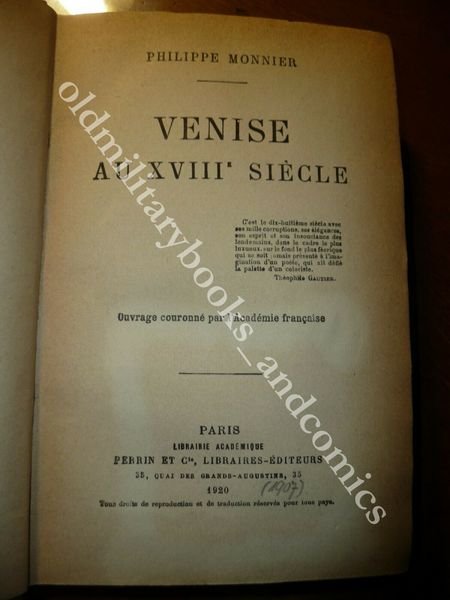 PHILIPPE MONNIER
VENISE
AU XVIIIᵉ SIÈCLE
C'est le dix-huitième siècle avec
ses mille corruptions, ses élégances,
son esprit et son insouciance des
lendemains, dans le cadre le plus
luxueux, sur le fond le plus féerique
qui se soit jamais présenté à l'ima-
gination d'un poète, qui ait défié
la palette d'un coloriste.
Théophile GAUTIER.
Ouvrage couronné par l'Académie française
PARIS
LIBRAIRIE ACADÉMIQUE
PERRIN ET Cie, LIBRAIRES-ÉDITEURS
35, QUAI DES GRANDS-AUGUSTINS, 35
1920 (1907)
Tous droits de reproduction et de traduction réservés pour tous pays.
oldmilitarybooks_andcomics